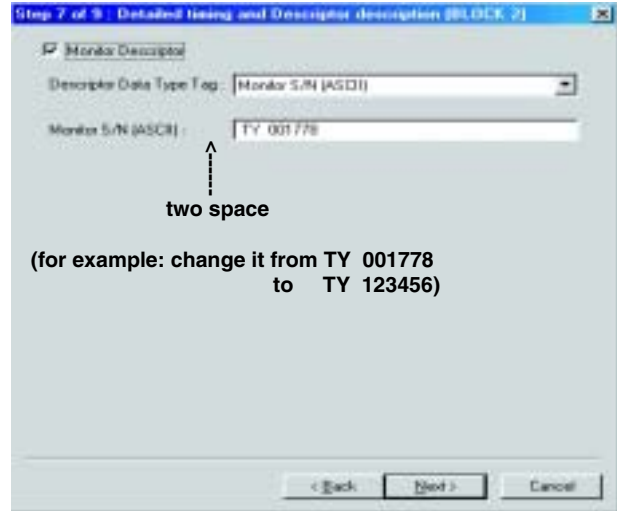 Step 7 of 9 : Detailed timing and Descriptor description (BLOCK 2)
Monitor Descriptor
Descriptor Data Type Tag : Monitor S/N (ASCII)
Monitor S/N (ASCII) : TY  001778
two space
(for example: change it from TY  001778
to TY  123456)
< Back Next > Cancel